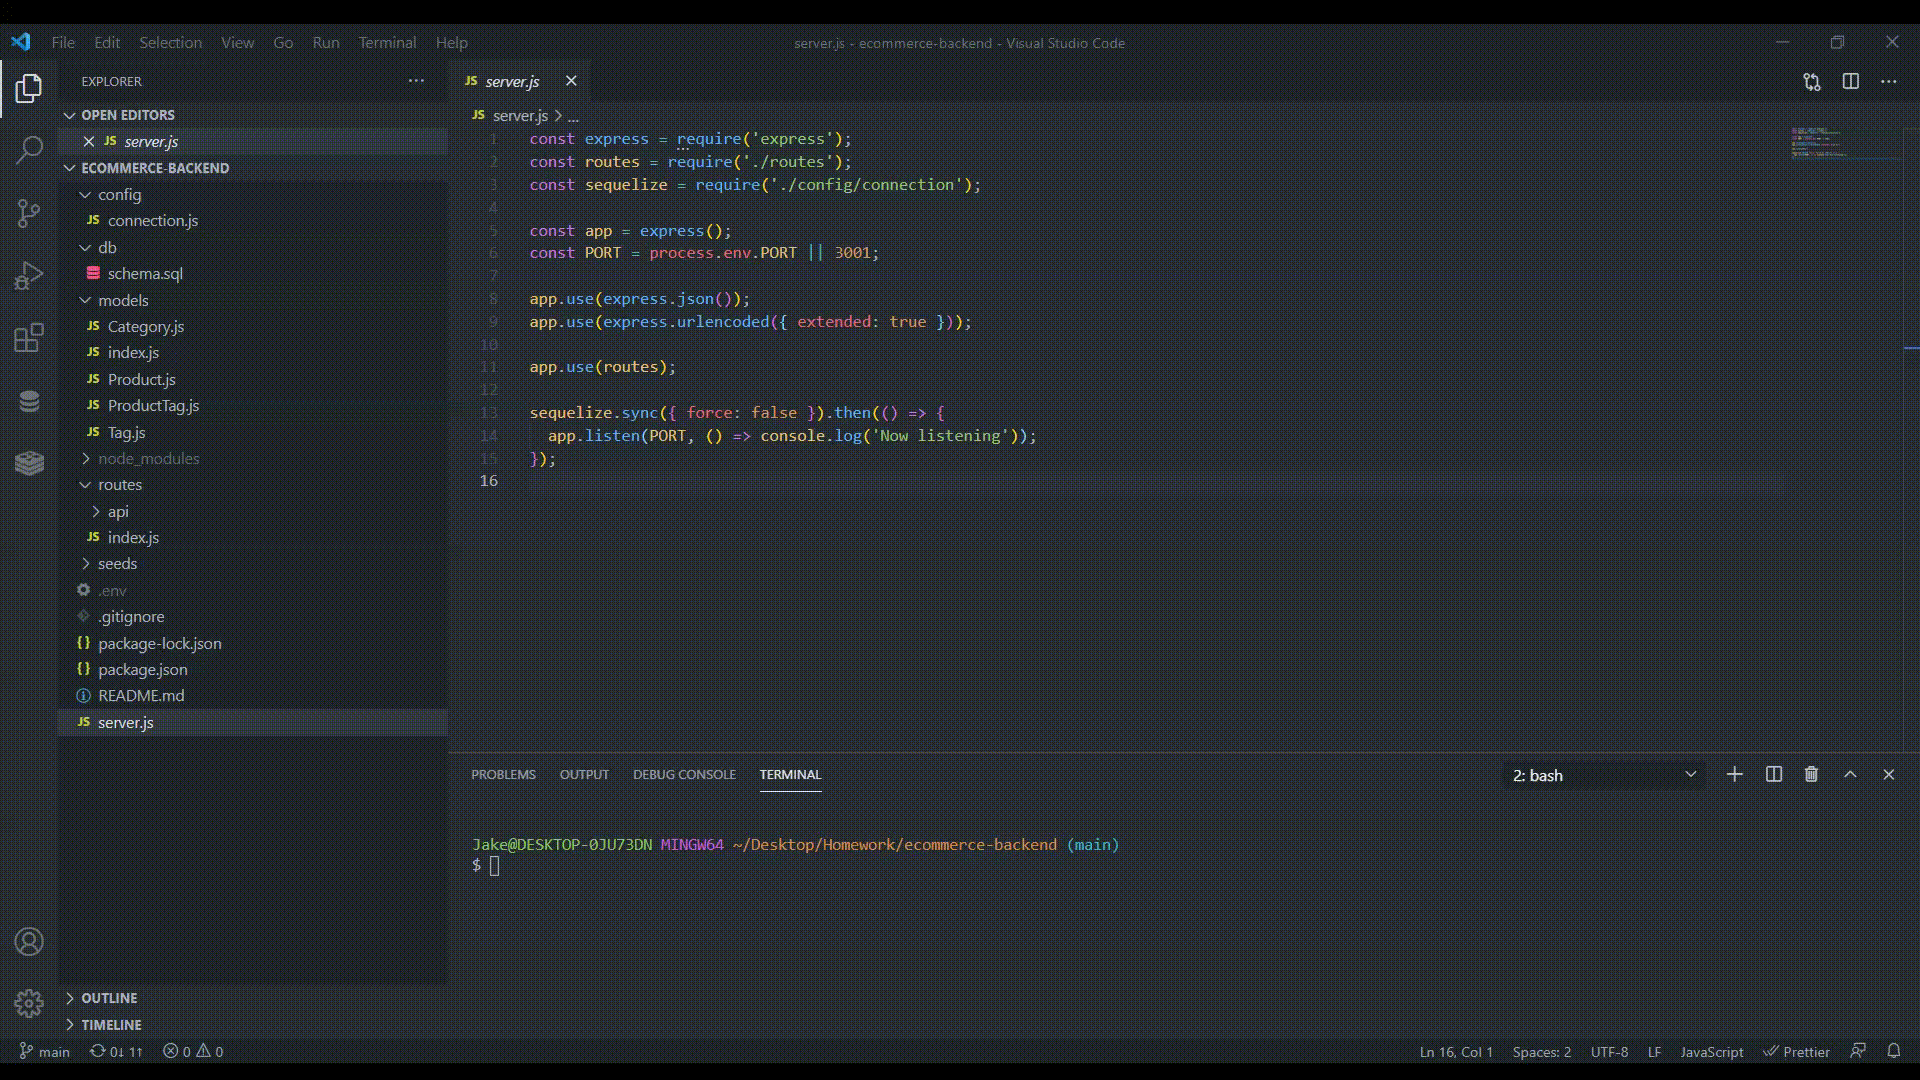 File Edit Selection View Go Run Terminal Help
server.js - ecommerce-backend - Visual Studio Code
EXPLORER
OPEN EDITORS
JS server.js
ECOMMERCE-BACKEND
config
JS connection.js
db
schema.sql
models
JS Category.js
JS index.js
JS Product.js
JS ProductTag.js
JS Tag.js
node_modules
routes
api
JS index.js
seeds
.env
.gitignore
{} package-lock.json
{} package.json
README.md
JS server.js
OUTLINE
TIMELINE
JS server.js
JS server.js > ...
1 const express = require('express');
2 const routes = require('./routes');
3 const sequelize = require('./config/connection');
4
5 const app = express();
6 const PORT = process.env.PORT || 3001;
7
8 app.use(express.json());
9 app.use(express.urlencoded({ extended: true }));
10
11 app.use(routes);
12
13 sequelize.sync({ force: false }).then(() => {
14 app.listen(PORT, () => console.log('Now listening'));
15 });
16
PROBLEMS OUTPUT DEBUG CONSOLE TERMINAL
2: bash
Jake@DESKTOP-0JU73DN MINGW64 ~/Desktop/Homework/ecommerce-backend (main)
$
main 0↓ 1↑ 0 0
Ln 16, Col 1 Spaces: 2 UTF-8 LF JavaScript Prettier